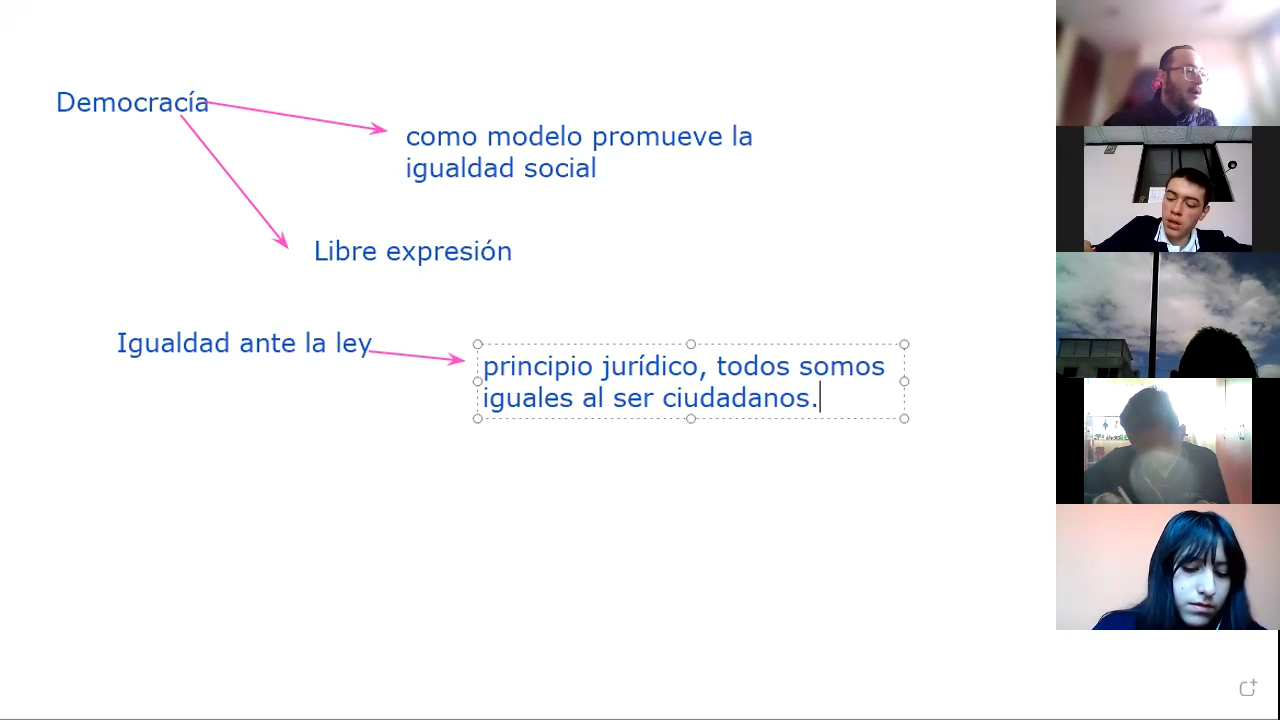 Democracía
como modelo promueve la
igualdad social
Libre expresión
Igualdad ante la ley
principio jurídico, todos somos
iguales al ser ciudadanos.